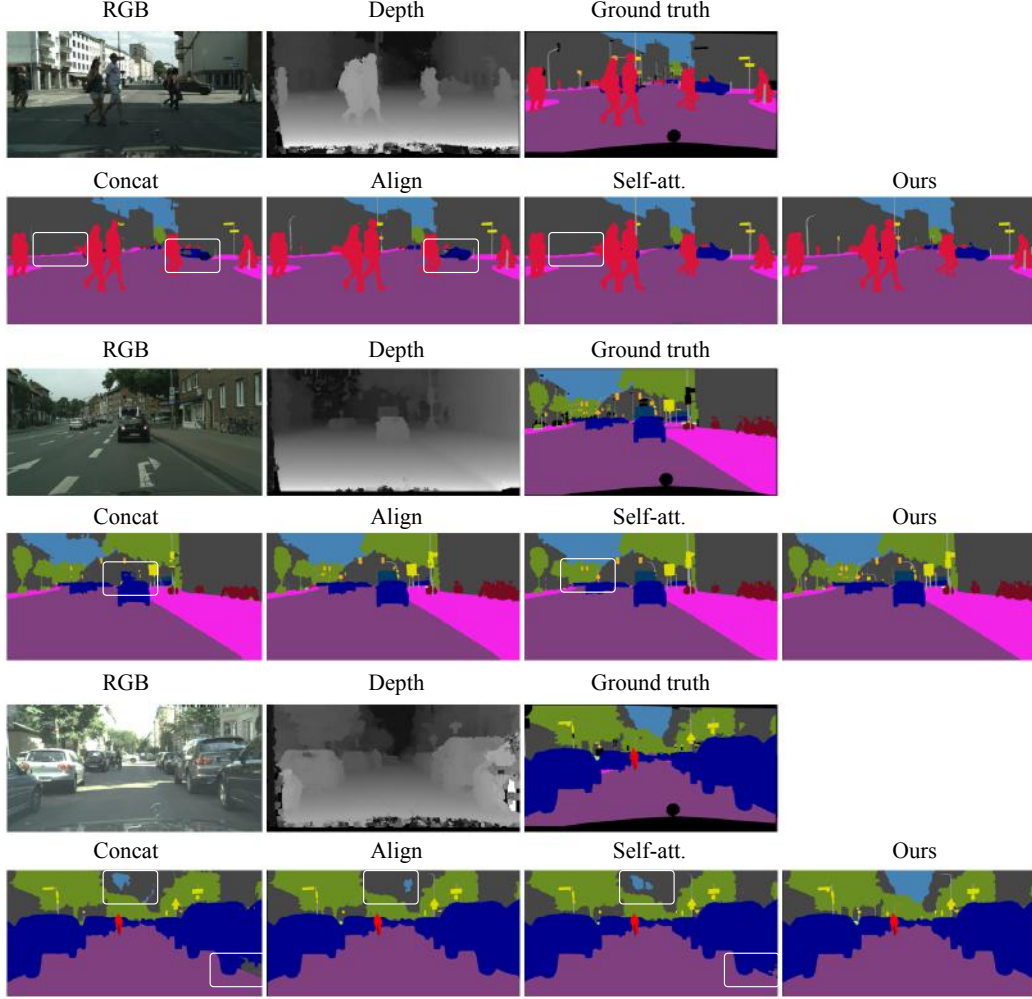 RGB Depth Ground truth
Concat Align Self-att. Ours
RGB Depth Ground truth
Concat Align Self-att. Ours
RGB Depth Ground truth
Concat Align Self-att. Ours